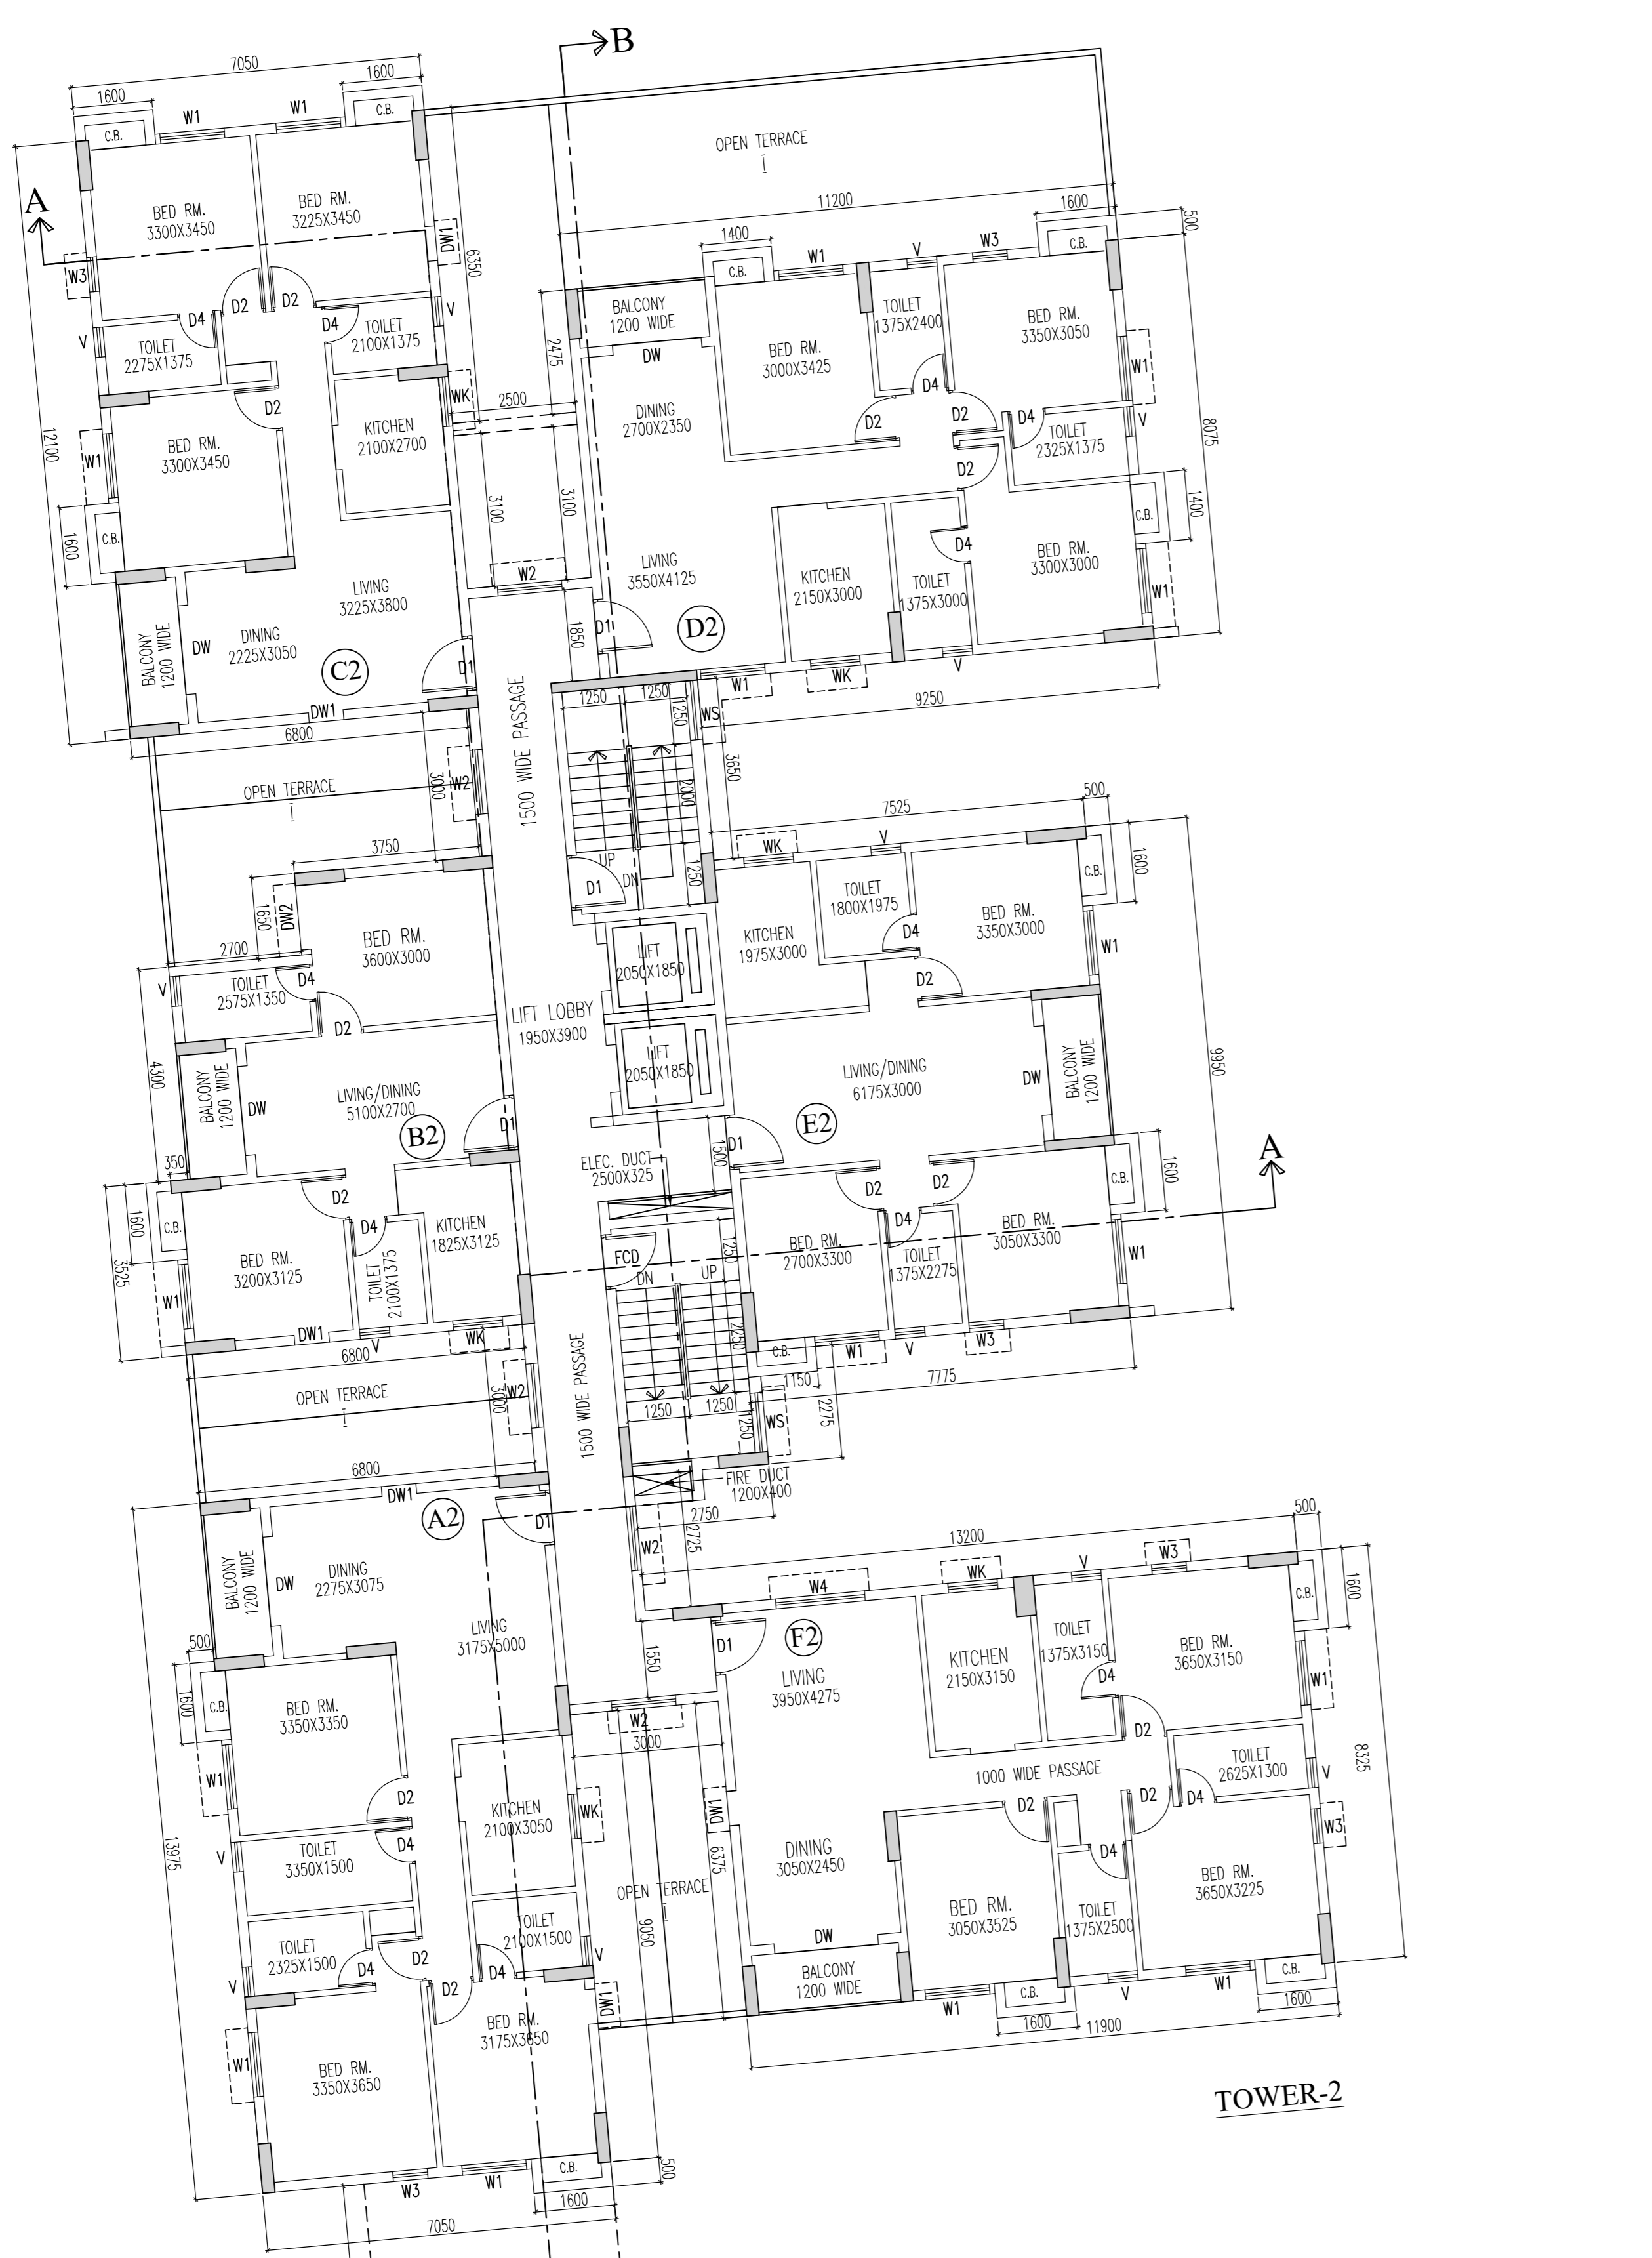 B
7050
1600
1600
C.B.
W1
W1
C.B.
A
BED RM.
3300X3450
BED RM.
3225X3450
DW1
6350
W3
D2
D2
D4
D4
V
V
TOILET
2275X1375
TOILET
2100X1375
WK
D2
KITCHEN
2100X2700
BED RM.
3300X3450
12100
W1
C.B.
1600
LIVING
3225X3800
DINING
2225X3050
DW
BALCONY
1200 WIDE
C2
D1
DW1
6800
OPEN TERRACE
OPEN TERRACE
11200
1600
500
1400
C.B.
W1
V
W3
C.B.
BALCONY
1200 WIDE
DW
TOILET
1375X2400
BED RM.
3350X3050
BED RM.
3000X3425
2475
2500
W1
D4
D2
D2
D4
V
TOILET
2325X1375
8075
DINING
2700X2350
D2
1400
C.B.
3100
3100
W2
LIVING
3550X4125
KITCHEN
2150X3000
TOILET
1375X3000
D4
BED RM.
3300X3000
W1
1850
D1
D2
W1
WK
V
9250
1250
1250
1250
WS
3650
2000
1250
1500 WIDE PASSAGE
UP
DN
D1
3000
W2
3750
1650
DW2
2700
BED RM.
3600X3000
V
TOILET
2575X1350
D4
D2
LIFT
2050X1850
LIFT LOBBY
1950X3900
LIFT
2050X1850
4300
BALCONY
1200 WIDE
DW
LIVING/DINING
5100X2700
B2
D1
350
7525
500
WK
V
1600
C.B.
KITCHEN
1975X3000
TOILET
1800X1975
BED RM.
3350X3000
D4
D2
W1
LIVING/DINING
6175X3000
DW
BALCONY
1200 WIDE
9950
E2
D1
1500
ELEC. DUCT
2500X325
D2
D2
D4
C.B.
1600
A
BED RM.
2700X3300
TOILET
1375X2275
BED RM.
3050X3300
W1
C.B.
W1
V
W3
1150
7775
2275
1600
3525
C.B.
W1
BED RM.
3200X3125
D2
D4
TOILET
2100X1375
KITCHEN
1825X3125
DW1
V
WK
6800
FCD
DN
UP
1250
2250
1250
1250
1250
WS
1500 WIDE PASSAGE
OPEN TERRACE
3000
W2
6800
FIRE DUCT
1200X400
2750
2725
W2
A2
DW1
D1
BALCONY
1200 WIDE
DW
DINING
2275X3075
LIVING
3175X5000
500
1600
C.B.
BED RM.
3350X3350
W1
D2
D4
V
TOILET
3350X1500
KITCHEN
2100X3050
WK
13975
TOILET
2325X1500
TOILET
2100X1500
V
D4
D2
D2
D4
V
DW1
BED RM.
3350X3650
BED RM.
3175X3650
W1
W3
W1
C.B.
1600
500
7050
1550
W2
3000
DW1
6375
OPEN TERRACE
9050
13200
500
W4
WK
V
W3
C.B.
1600
F2
D1
LIVING
3950X4275
KITCHEN
2150X3150
TOILET
1375X3150
BED RM.
3650X3150
D4
D2
W1
1000 WIDE PASSAGE
TOILET
2625X1300
V
8325
D2
D2
D4
W3
DINING
3050X2450
D4
BED RM.
3650X3225
BED RM.
3050X3525
TOILET
1375X2500
DW
BALCONY
1200 WIDE
W1
C.B.
V
W1
C.B.
1600
1600
11900
TOWER-2